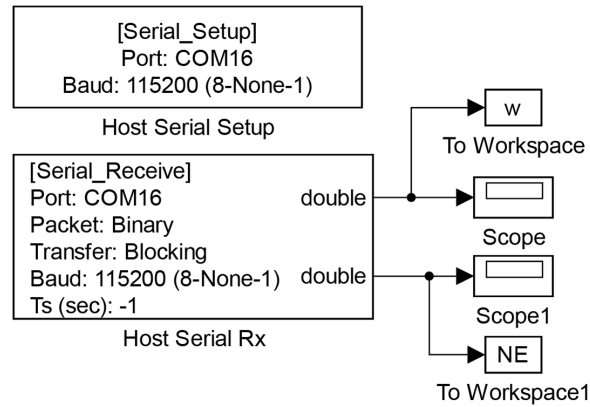 [Serial_Setup]
Port: COM16
Baud: 115200 (8-None-1)
Host Serial Setup
[Serial_Receive]
Port: COM16
Packet: Binary
Transfer: Blocking
Baud: 115200 (8-None-1)
Ts (sec): -1
double
double
Host Serial Rx
w
To Workspace
Scope
Scope1
NE
To Workspace1